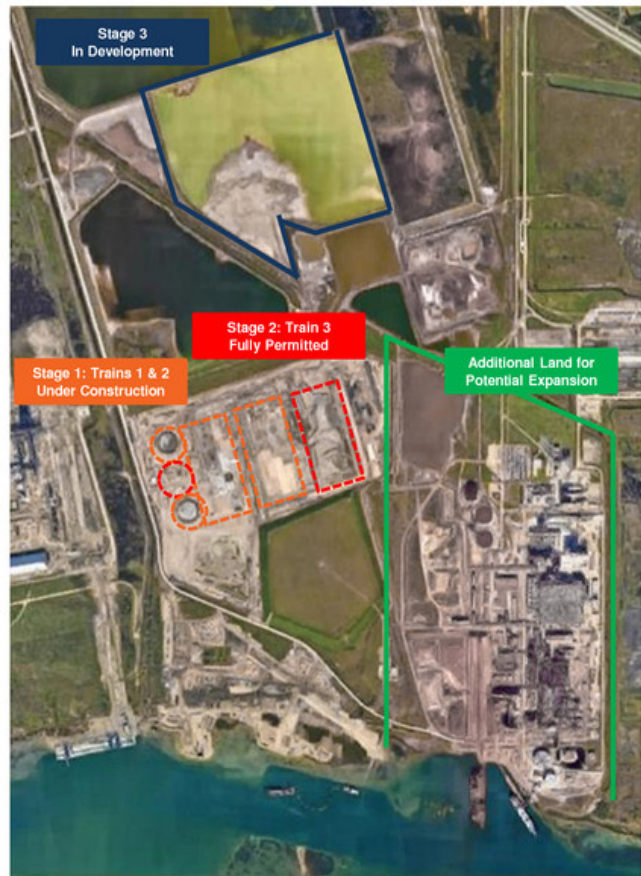 Stage 3
In Development
Stage 2: Train 3
Fully Permitted
Stage 1: Trains 1 & 2
Under Construction
Additional Land for
Potential Expansion